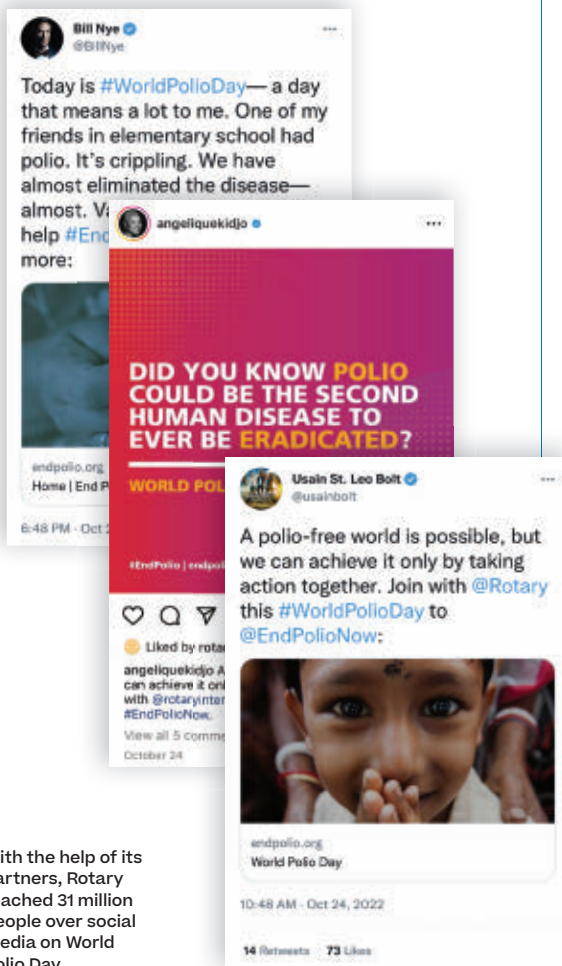 Bill Nye
@BillNye
Today is #WorldPolioDay— a day
that means a lot to me. One of my
friends in elementary school had
polio. It's crippling. We have
almost eliminated the disease—
almost.
help
more:
endpolio.org
Home | End P
6:48 PM · Oct
angeliquekidjo
DID YOU KNOW POLIO
COULD BE THE SECOND
HUMAN DISEASE TO
EVER BE ERADICATED?
WORLD POL
#EndPolio | endpol
Liked by rota
angeliquekidjo A
can achieve it onl
with @rotaryinter
#EndPolioNow.
View all 5 comme
October 24
Usain St. Leo Bolt
@usainbolt
A polio-free world is possible, but
we can achieve it only by taking
action together. Join with @Rotary
this #WorldPolioDay to
@EndPolioNow:
endpolio.org
World Polio Day
10:48 AM · Oct 24, 2022
14 Retweets 73 Likes
ith the help of its
artners, Rotary
eached 31 million
eople over social
edia on World
olio Day